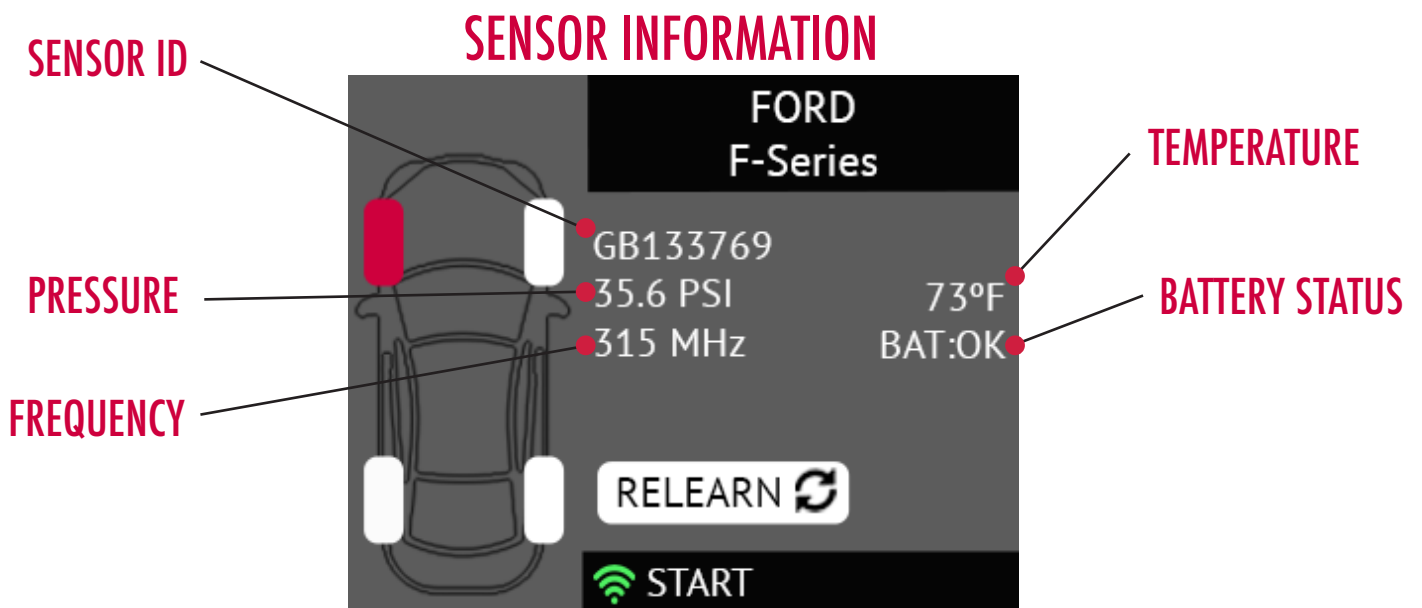 SENSOR INFORMATION
SENSOR ID
FORD
F-Series
TEMPERATURE
GB133769
PRESSURE
35.6 PSI
73ºF
BATTERY STATUS
315 MHz
BAT:OK
FREQUENCY
RELEARN
START